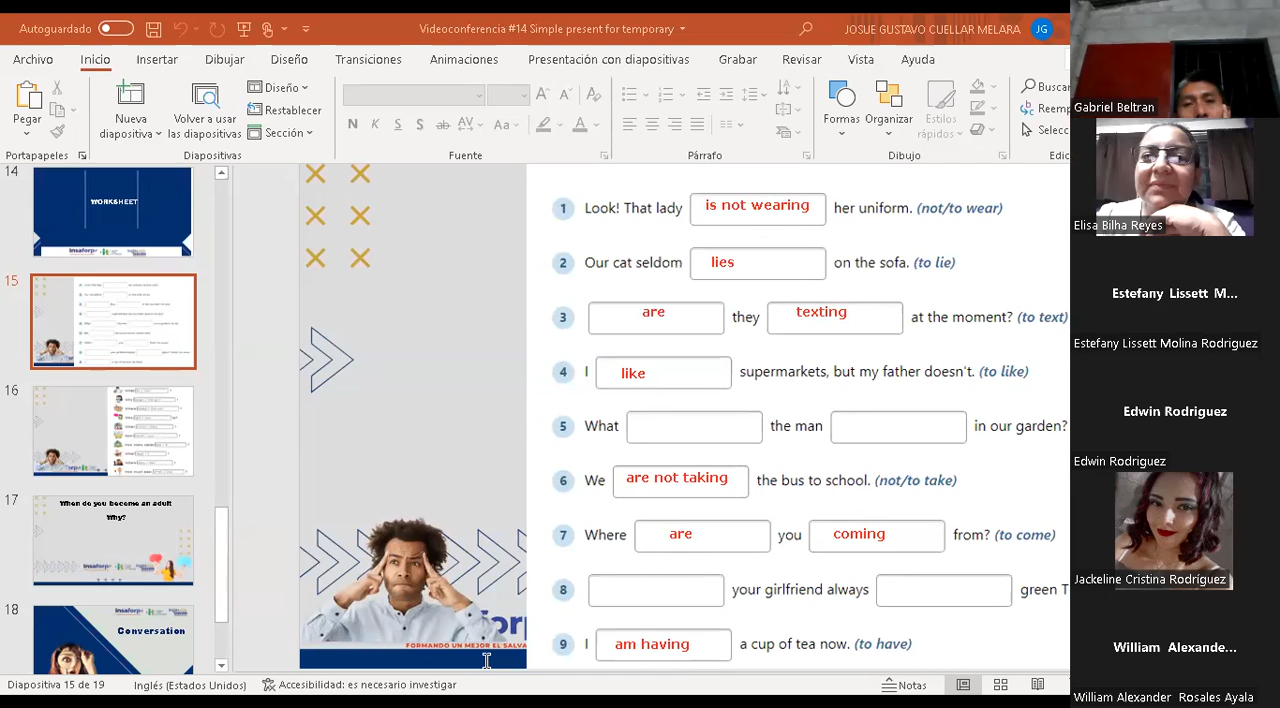 Autoguardado
Videoconferencia #14 Simple present for temporary
JOSUE GUSTAVO CUELLAR MELARA
JG
Archivo Inicio Insertar Dibujar Diseño Transiciones Animaciones Presentación con diapositivas Grabar Revisar Vista Ayuda
Pegar
Nueva diapositiva
Volver a usar las diapositivas
Diseño
Restablecer
Sección
N K S S ab AV Aa A
Formas
Organizar
Estilos rápidos
Buscar
Portapapeles Diapositivas Fuente Párrafo Dibujo
14
WORKSHEET
Insaforp
15
16
17
When do you become an adult
Why?
Insaforp
18
Insaforp
Conversation
1 Look! That lady is not wearing her uniform. (not/to wear)
2 Our cat seldom lies on the sofa. (to lie)
3 are they texting at the moment? (to text)
4 I like supermarkets, but my father doesn't. (to like)
5 What the man in our garden?
6 We are not taking the bus to school. (not/to take)
7 Where are you coming from? (to come)
8 your girlfriend always green T
9 I am having a cup of tea now. (to have)
FORMANDO UN MEJOR EL SALVA
Diapositiva 15 de 19
Inglés (Estados Unidos)
Accesibilidad: es necesario investigar
Notas
Gabriel Beltran
Elisa Bilha Reyes
Estefany Lissett M...
Estefany Lissett Molina Rodriguez
Edwin Rodriguez
Edwin Rodriguez
Jackeline Cristina Rodríguez
William Alexande...
William Alexander Rosales Ayala